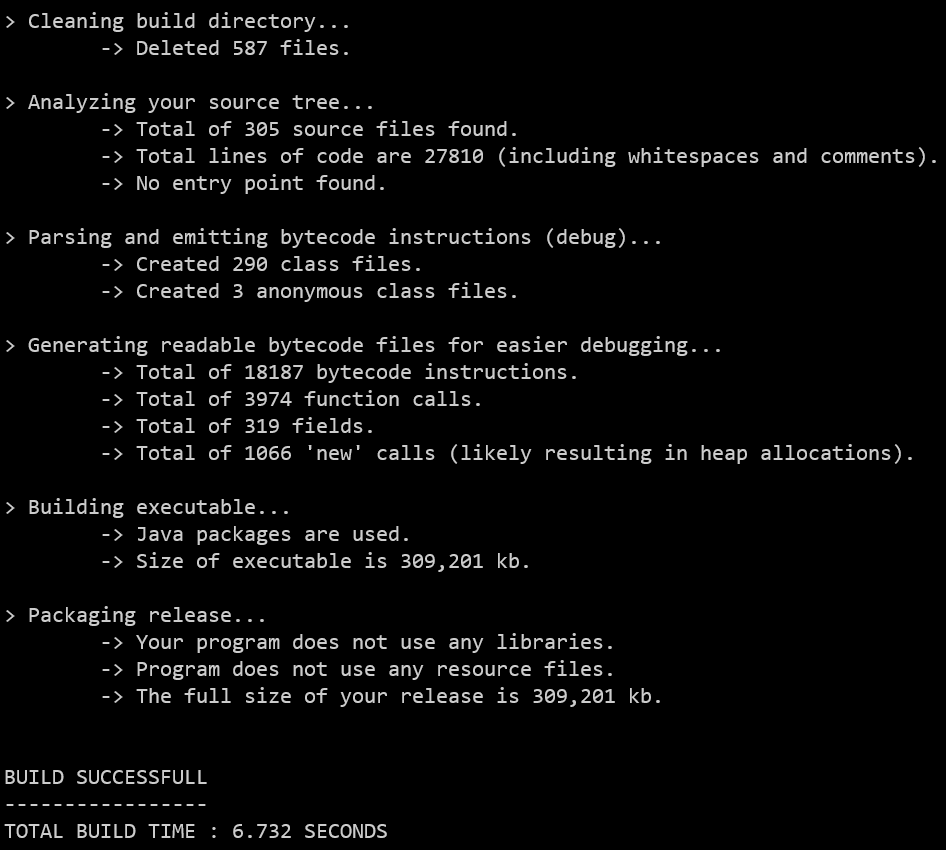 > Cleaning build directory...
-> Deleted 587 files.
> Analyzing your source tree...
-> Total of 305 source files found.
-> Total lines of code are 27810 (including whitespaces and comments).
-> No entry point found.
> Parsing and emitting bytecode instructions (debug)...
-> Created 290 class files.
-> Created 3 anonymous class files.
> Generating readable bytecode files for easier debugging...
-> Total of 18187 bytecode instructions.
-> Total of 3974 function calls.
-> Total of 319 fields.
-> Total of 1066 'new' calls (likely resulting in heap allocations).
> Building executable...
-> Java packages are used.
-> Size of executable is 309,201 kb.
> Packaging release...
-> Your program does not use any libraries.
-> Program does not use any resource files.
-> The full size of your release is 309,201 kb.
BUILD SUCCESSFULL
-----------------
TOTAL BUILD TIME : 6.732 SECONDS